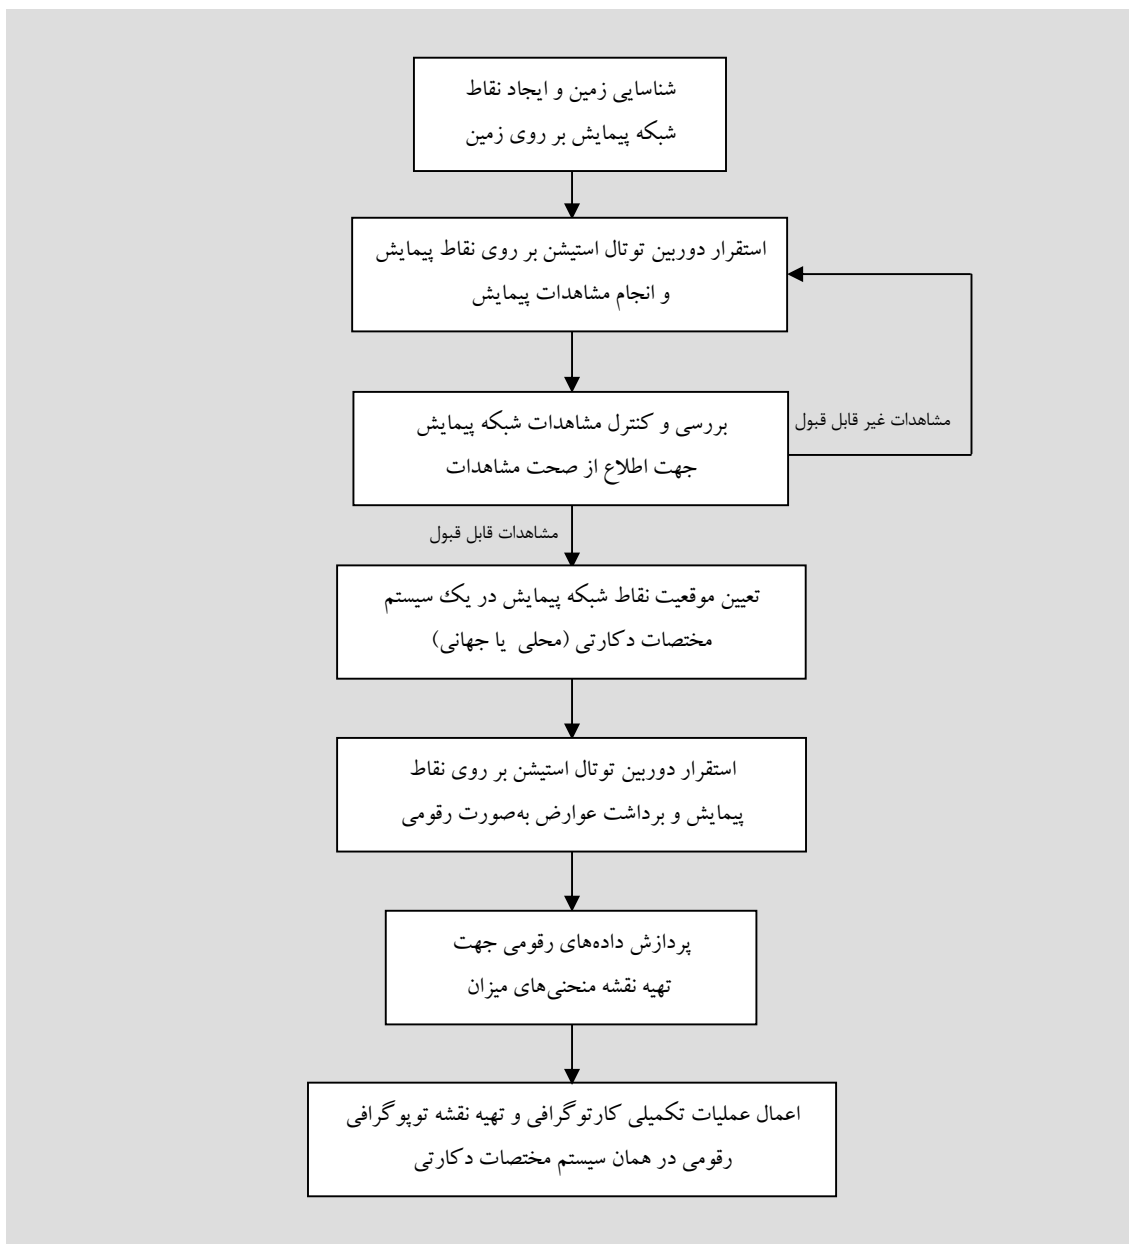 شناسایی زمین و ایجاد نقاط
شبکه پیمایش بر روی زمین
استقرار دوربین توتال استیشن بر روی نقاط پیمایش
و انجام مشاهدات پیمایش
بررسی و کنترل مشاهدات شبکه پیمایش
جهت اطلاع از صحت مشاهدات
مشاهدات غیر قابل قبول
مشاهدات قابل قبول
تعیین موقعیت نقاط شبکه پیمایش در یک سیستم
مختصات دکارتی (محلی یا جهانی)
استقرار دوربین توتال استیشن بر روی نقاط
پیمایش و برداشت عوارض به‌صورت رقومی
پردازش داده‌های رقومی جهت
تهیه نقشه منحنی‌های میزان
اعمال عملیات تکمیلی کارتوگرافی و تهیه نقشه توپوگرافی
رقومی در همان سیستم مختصات دکارتی